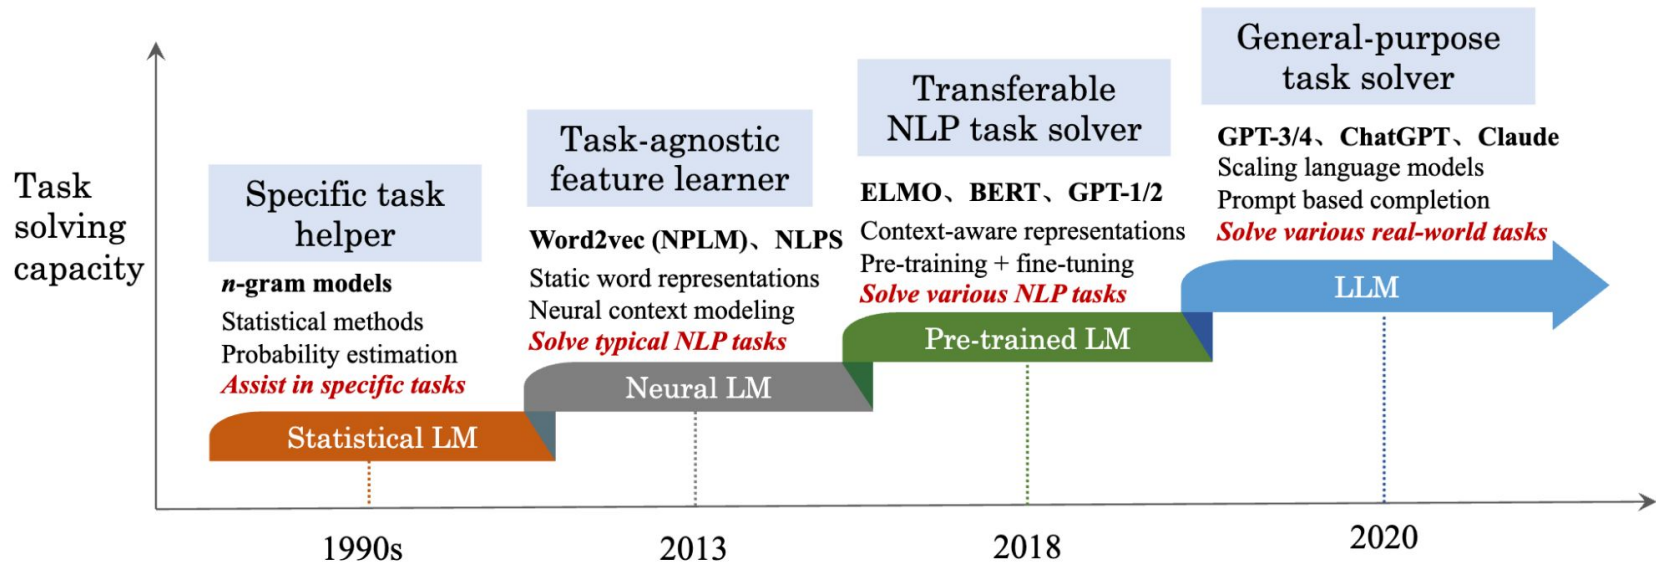 Task
solving
capacity
Specific task
helper
n-gram models
Statistical methods
Probability estimation
Assist in specific tasks
Statistical LM
1990s
Task-agnostic
feature learner
Word2vec (NPLM)、NLPS
Static word representations
Neural context modeling
Solve typical NLP tasks
Neural LM
2013
Transferable
NLP task solver
ELMO、BERT、GPT-1/2
Context-aware representations
Pre-training + fine-tuning
Solve various NLP tasks
Pre-trained LM
2018
General-purpose
task solver
GPT-3/4、ChatGPT、Claude
Scaling language models
Prompt based completion
Solve various real-world tasks
LLM
2020